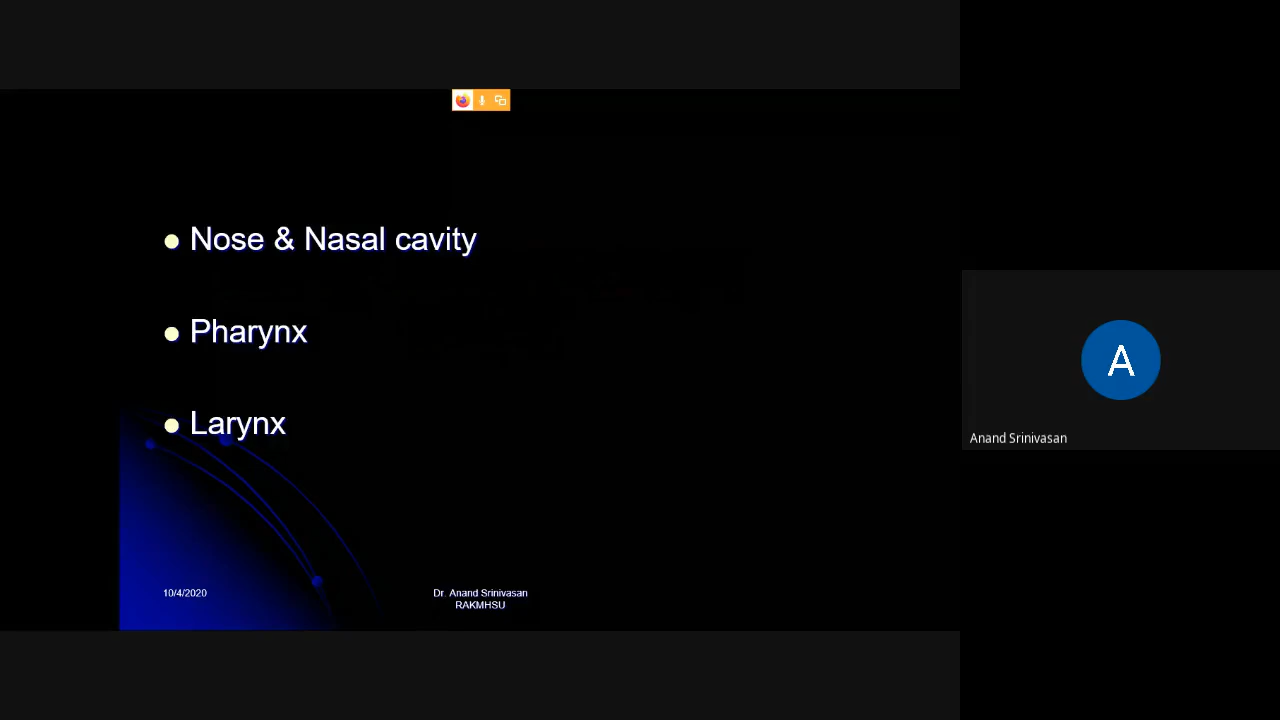 Nose & Nasal cavity
Pharynx
Larynx
10/4/2020
Dr. Anand Srinivasan
RAKMHSU
A
Anand Srinivasan